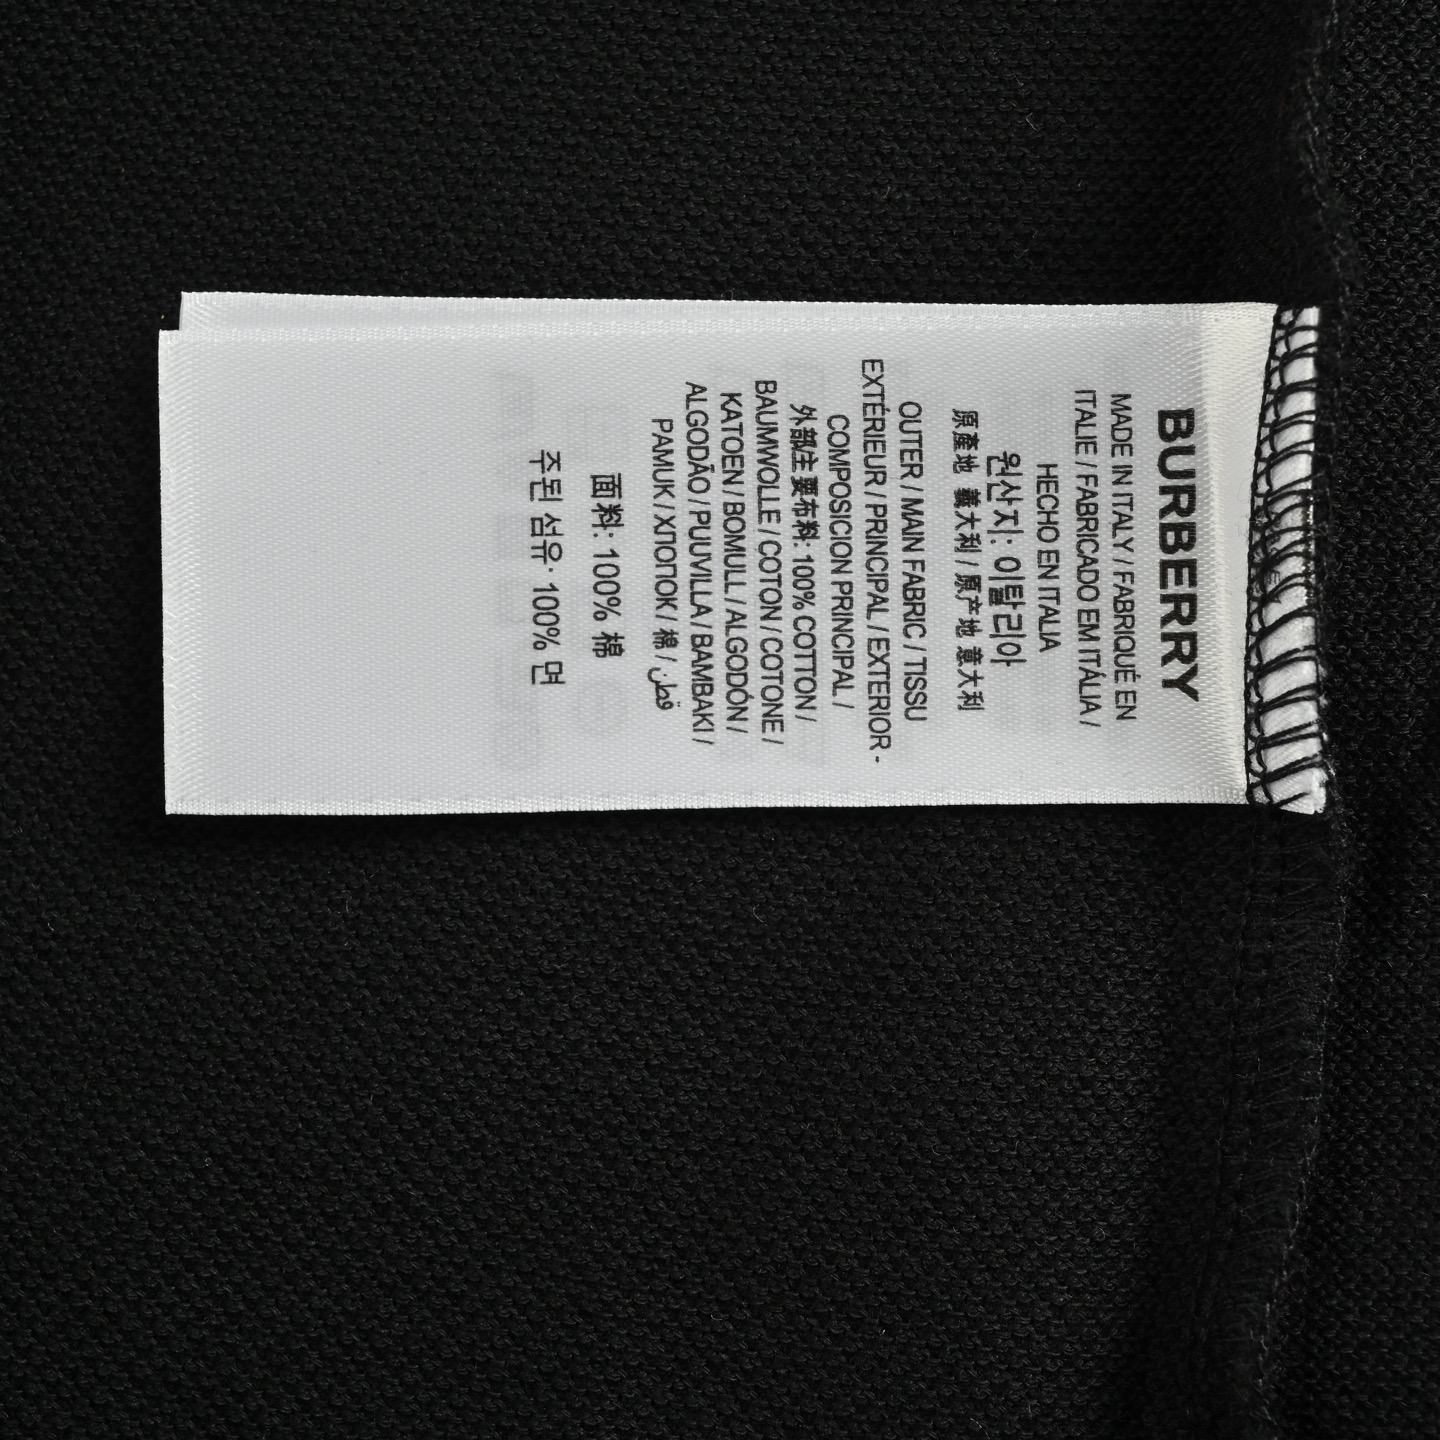 BURBERRY
MADE IN ITALY / FABRIQUÉ EN
ITALIE / FABRICADO EM ITÁLIA /
HECHO EN ITALIA
원산지: 이탈리아
原產地 義大利 / 原产地 意大利
OUTER / MAIN FABRIC / TISSU
EXTÉRIEUR / PRINCIPAL / EXTERIOR -
COMPOSICION PRINCIPAL /
外部主要布料: 100% COTTON /
BAUMWOLLE / COTON / COTONE /
KATOEN / BOMULL / ALGODÓN /
ALGODÃO / PUUVILLA / BAMBAKI /
PAMUK / ХЛОПОК / 棉 / قطن
面料: 100% 棉
주된 섬유: 100% 면